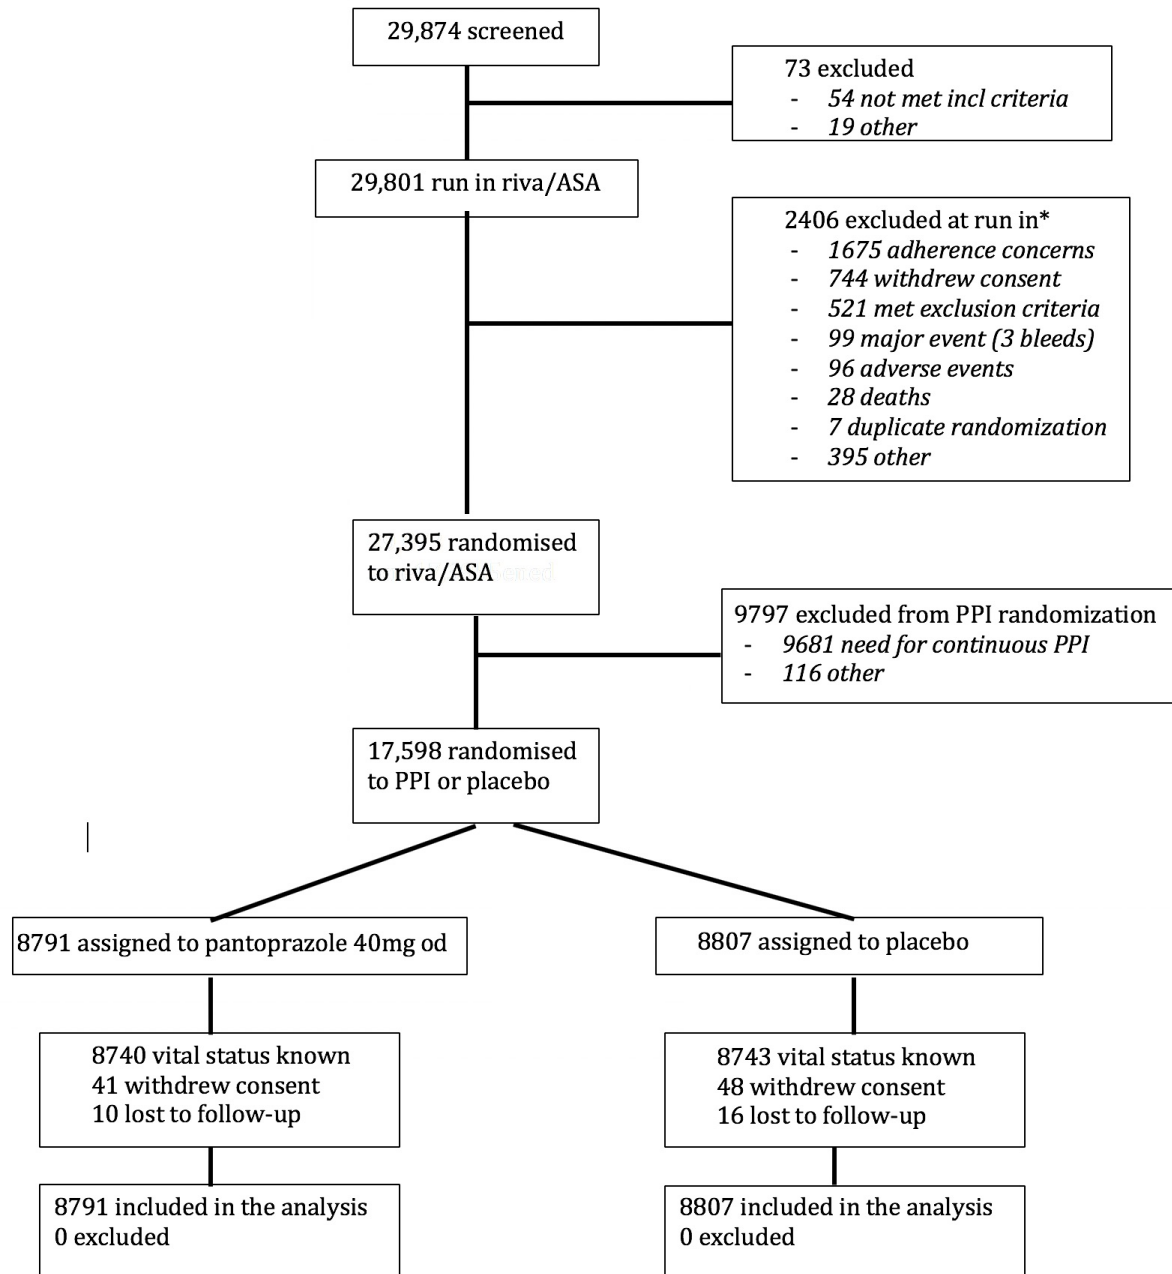 29,874 screened
73 excluded
- 54 not met incl criteria
- 19 other
29,801 run in riva/ASA
2406 excluded at run in*
- 1675 adherence concerns
- 744 withdrew consent
- 521 met exclusion criteria
- 99 major event (3 bleeds)
- 96 adverse events
- 28 deaths
- 7 duplicate randomization
- 395 other
27,395 randomised
to riva/ASA
9797 excluded from PPI randomization
- 9681 need for continuous PPI
- 116 other
17,598 randomised
to PPI or placebo
8791 assigned to pantoprazole 40mg od
8807 assigned to placebo
8740 vital status known
41 withdrew consent
10 lost to follow-up
8743 vital status known
48 withdrew consent
16 lost to follow-up
8791 included in the analysis
0 excluded
8807 included in the analysis
0 excluded